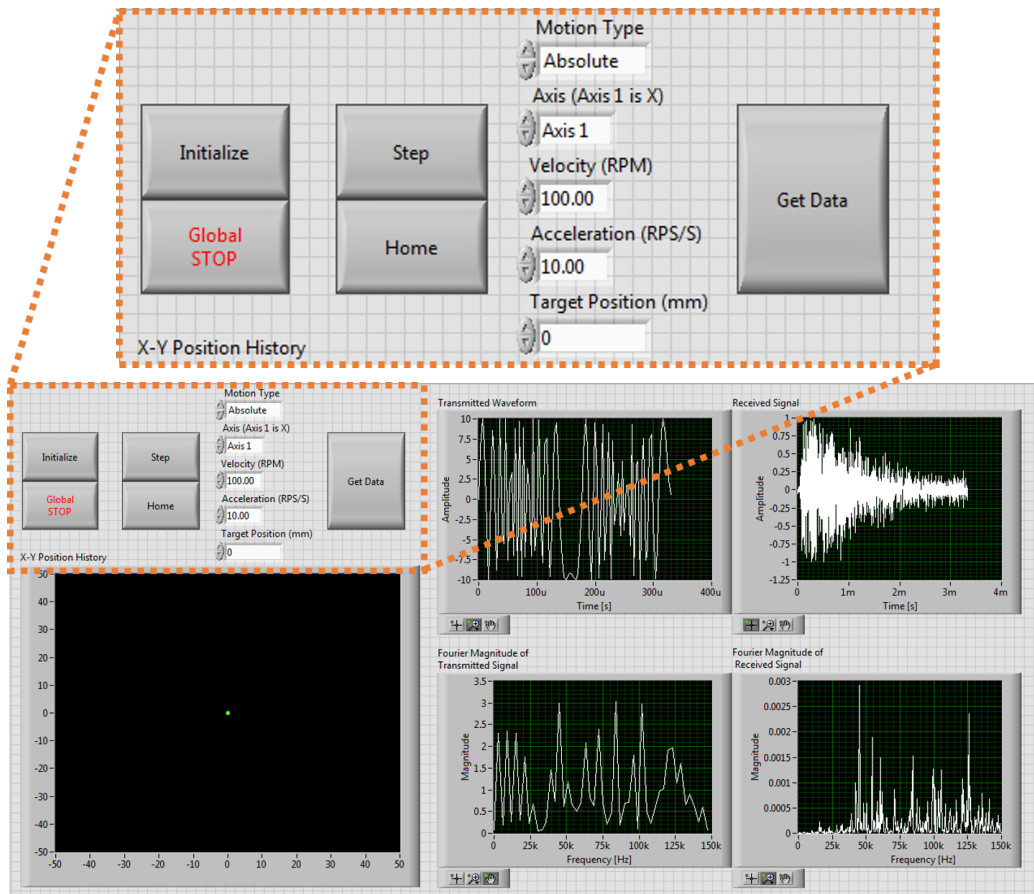 Motion Type
Absolute
Axis (Axis 1 is X)
Axis 1
Initialize
Step
Velocity (RPM)
100.00
Get Data
Global
STOP
Home
Acceleration (RPS/S)
10.00
Target Position (mm)
0
X-Y Position History
Motion Type
Absolute
Axis (Axis 1 is X)
Axis 1
Initialize
Step
Velocity (RPM)
100.00
Get Data
Global
STOP
Home
Acceleration (RPS/S)
10.00
Target Position (mm)
0
X-Y Position History
50
40
30
20
10
0
-10
-20
-30
-40
-50
-50 -40 -30 -20 -10 0 10 20 30 40 50
Transmitted Waveform
Amplitude
10
7.5
5
2.5
0
-2.5
-5
-7.5
-10
0 100u 200u 300u 400u
Time [s]
Received Signal
Amplitude
1
0.75
0.5
0.25
0
-0.25
-0.5
-0.75
-1
-1.25
0 1m 2m 3m 4m
Time [s]
Fourier Magnitude of
Transmitted Signal
Magnitude
3.5
3
2.5
2
1.5
1
0.5
0
0 25k 50k 75k 100k 125k 150k
Frequency [Hz]
Fourier Magnitude of
Received Signal
Magnitude
0.003
0.0025
0.002
0.0015
0.001
0.0005
0
0 25k 50k 75k 100k 125k 150k
Frequency [Hz]